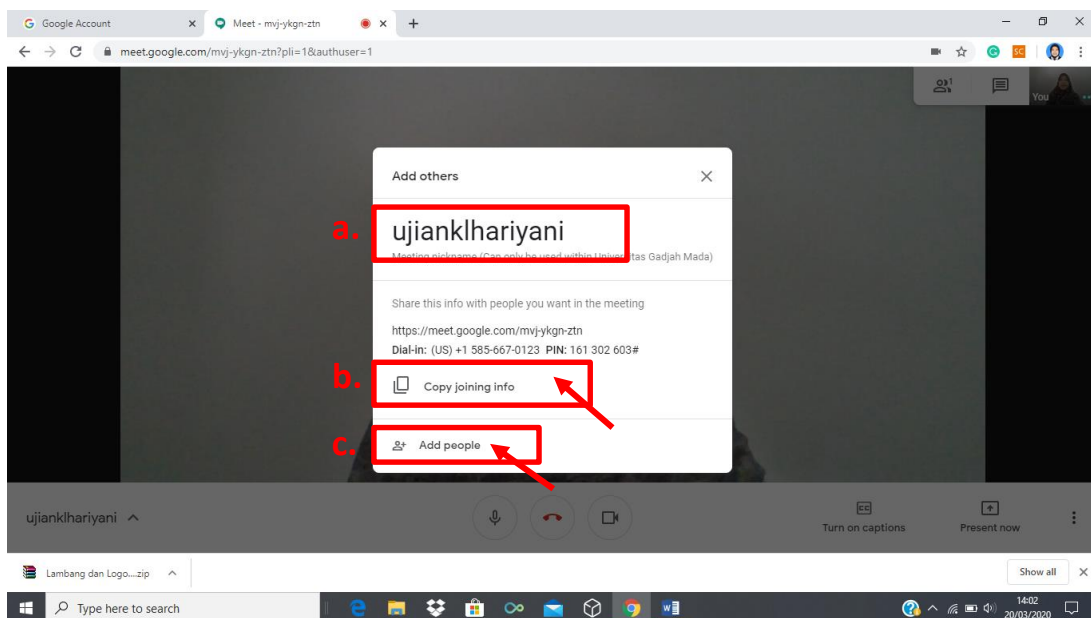 Google Account
Meet - mvj-ykgn-ztn
meet.google.com/mvj-ykgn-ztn?pli=1&authuser=1
SC
1
You
Add others
a.
ujianklhariyani
Meeting nickname (Can only be used within Universitas Gadjah Mada)
Share this info with people you want in the meeting
https://meet.google.com/mvj-ykgn-ztn
Dial-in: (US) +1 585-667-0123 PIN: 161 302 603#
b.
Copy joining info
c.
Add people
ujianklhariyani
Turn on captions
Present now
Lambang dan Logo....zip
Show all
Type here to search
14:02
20/03/2020